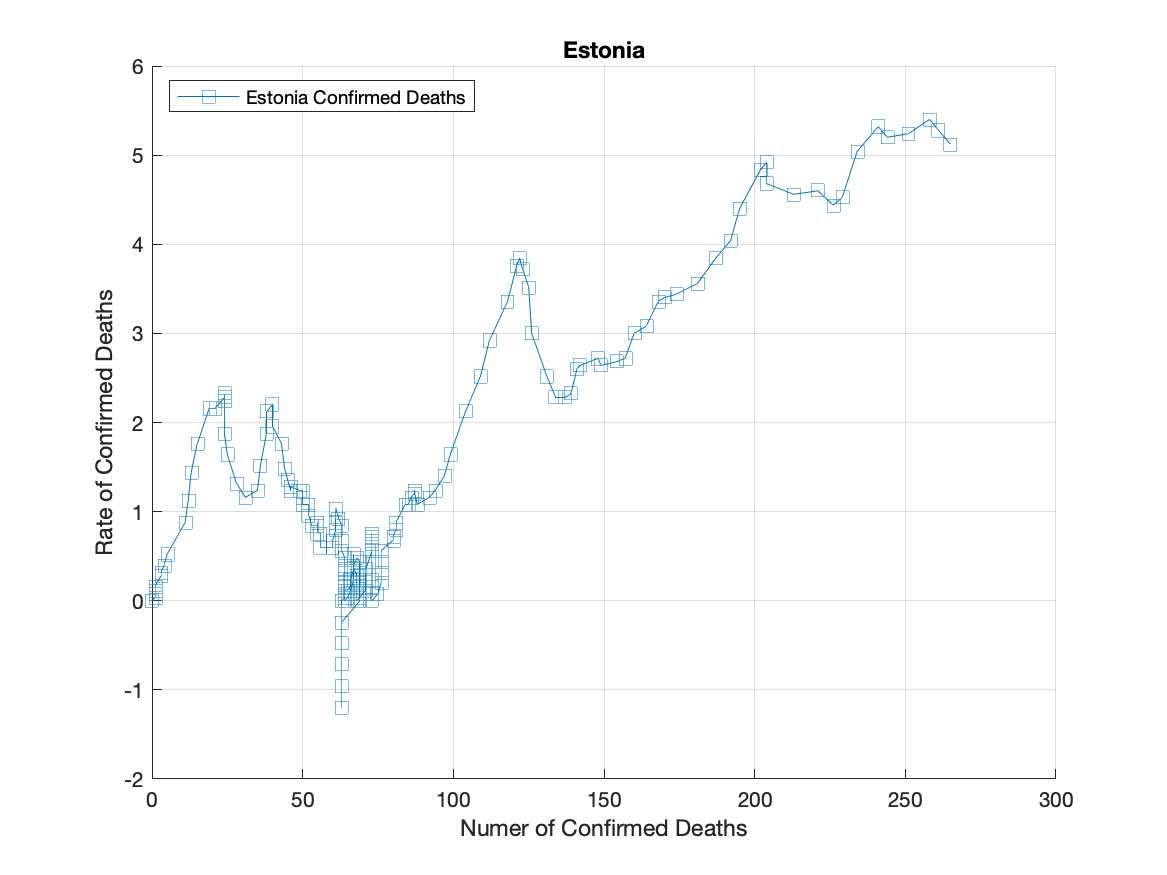 Estonia
Estonia Confirmed Deaths
6
5
4
3
2
1
0
-1
-2
Rate of Confirmed Deaths
0 50 100 150 200 250 300
Numer of Confirmed Deaths